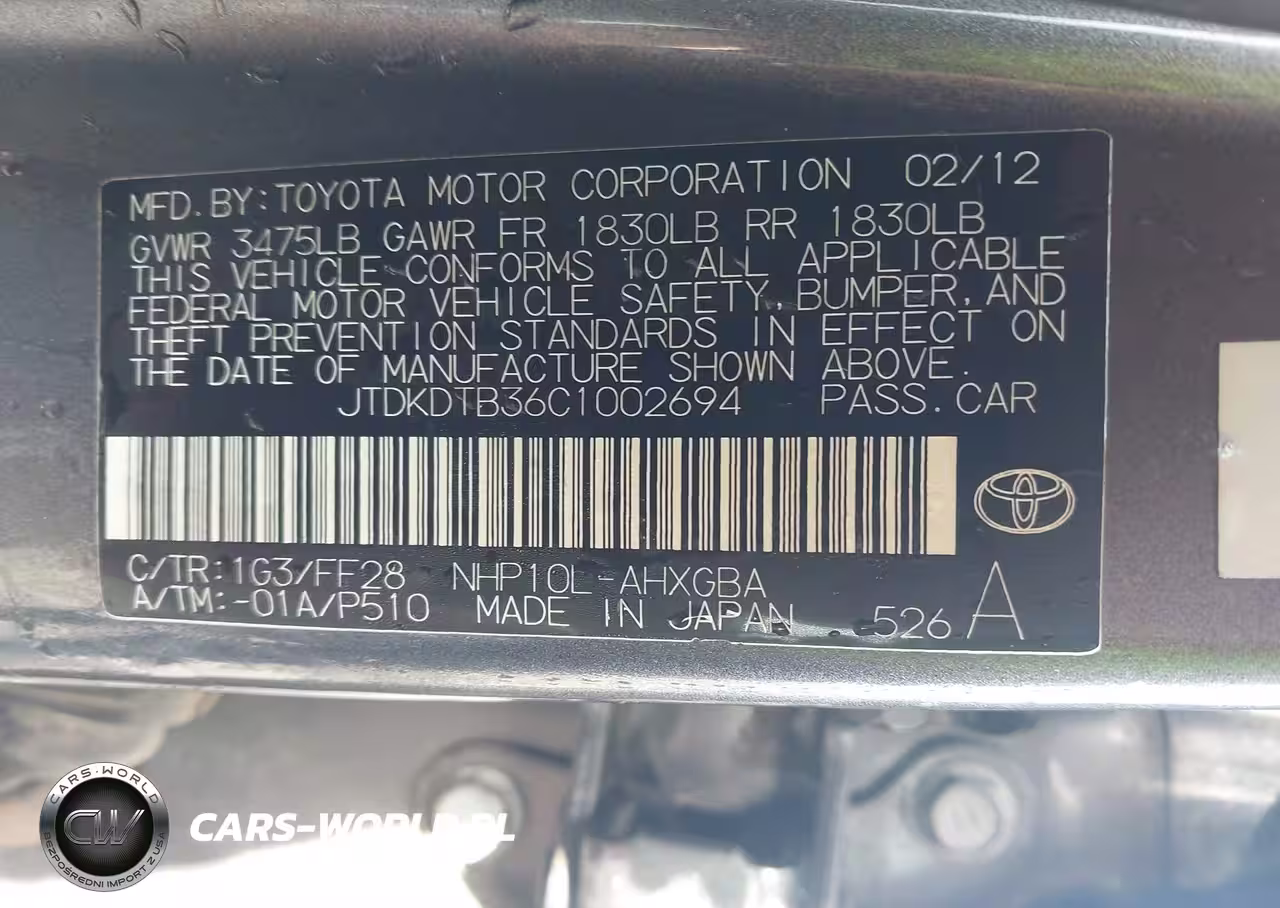 MFD. BY: TOYOTA MOTOR CORPORATION 02/12
GVWR 3475LB GAWR FR 1830LB RR 1830LB
THIS VEHICLE CONFORMS TO ALL APPLICABLE
FEDERAL MOTOR VEHICLE SAFETY, BUMPER, AND
THEFT PREVENTION STANDARDS IN EFFECT ON
THE DATE OF MANUFACTURE SHOWN ABOVE.
JTDKDTB36C1002694 PASS. CAR
C/TR: 1G3/FF28 NHP10L-AHXGBA
A/TM: -01A/P510 MADE IN JAPAN 526 A
CARS-WORLD
CW
BEZPOŚREDNI IMPORT Z USA
CARS-WORLD.PL